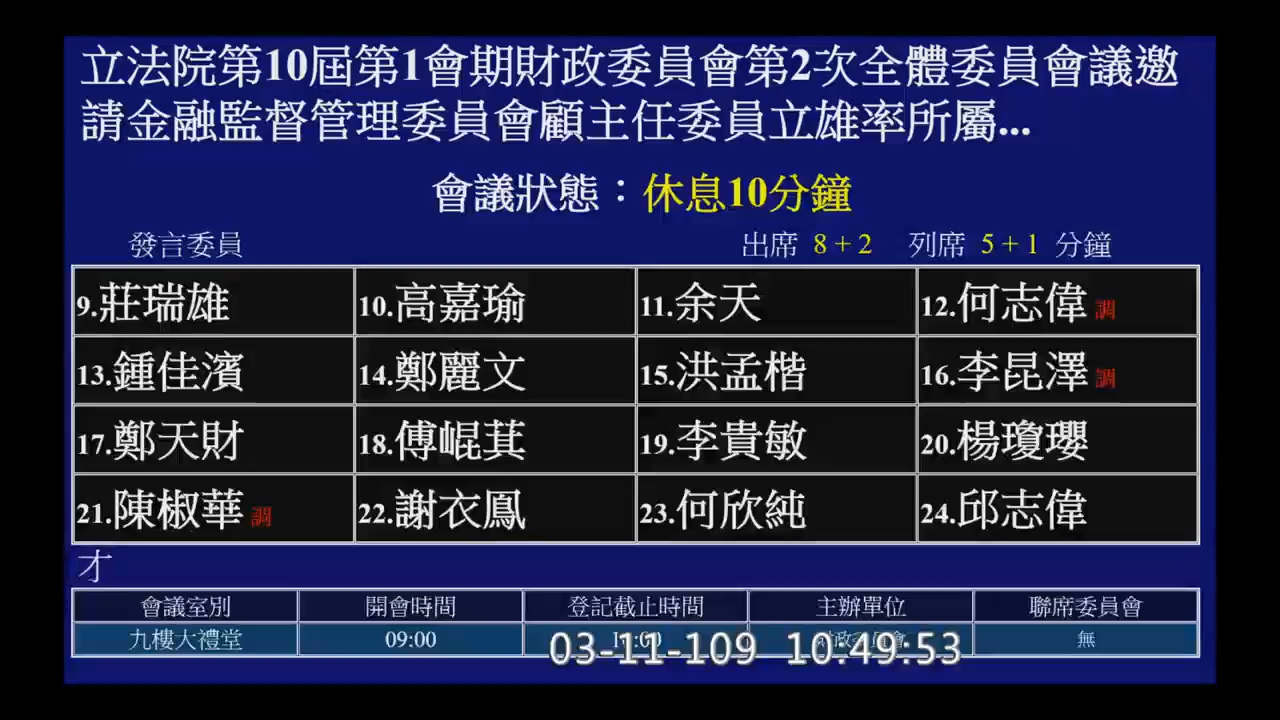 立法院第10屆第1會期財政委員會第2次全體委員會議邀
請金融監督管理委員會顧主任委員立雄率所屬...
會議狀態：休息10分鐘
發言委員 出席 8+2 列席 5+1 分鐘
9.莊瑞雄 10.高嘉瑜 11.余天 12.何志偉 調
13.鍾佳濱 14.鄭麗文 15.洪孟楷 16.李昆澤 調
17.鄭天財 18.傅崐萁 19.李貴敏 20.楊瓊瓔
21.陳椒華 調 22.謝衣鳯 23.何欣純 24.邱志偉
才
會議室別 開會時間 登記截止時間 主辦單位 聯席委員會
九樓大禮堂 09:00 無
03-11-109 10:49:53